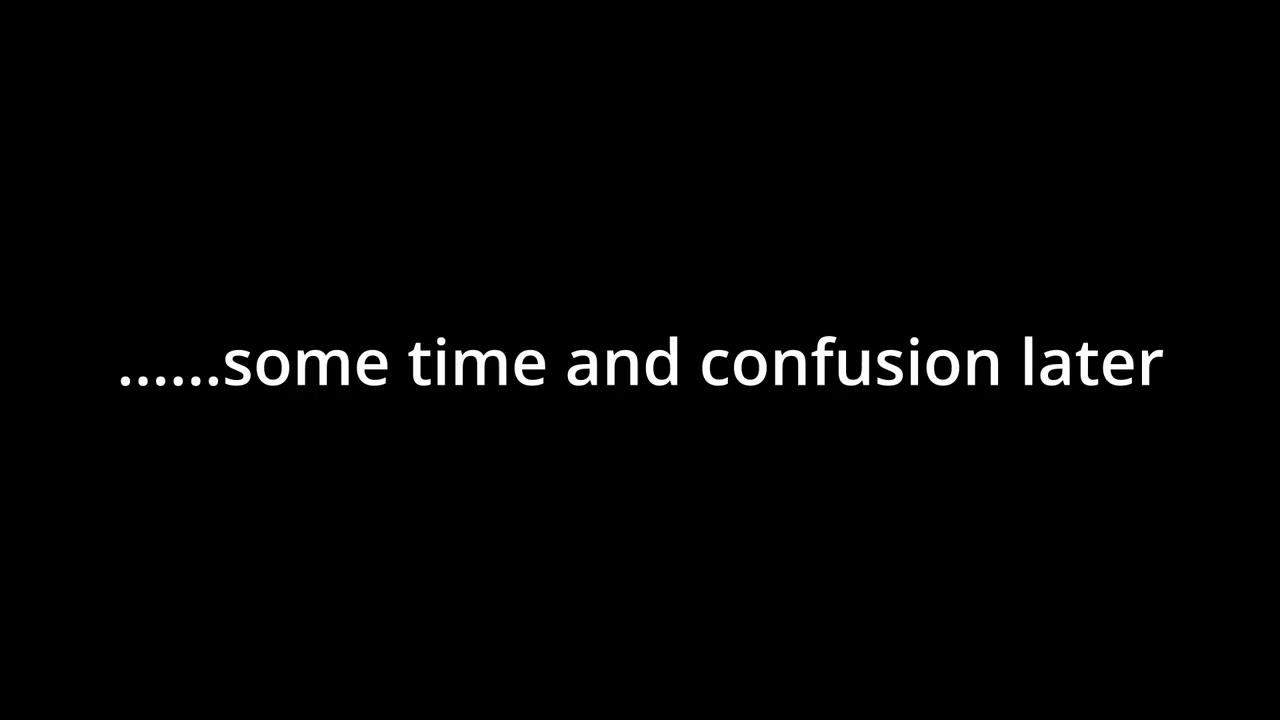 ......some time and confusion later